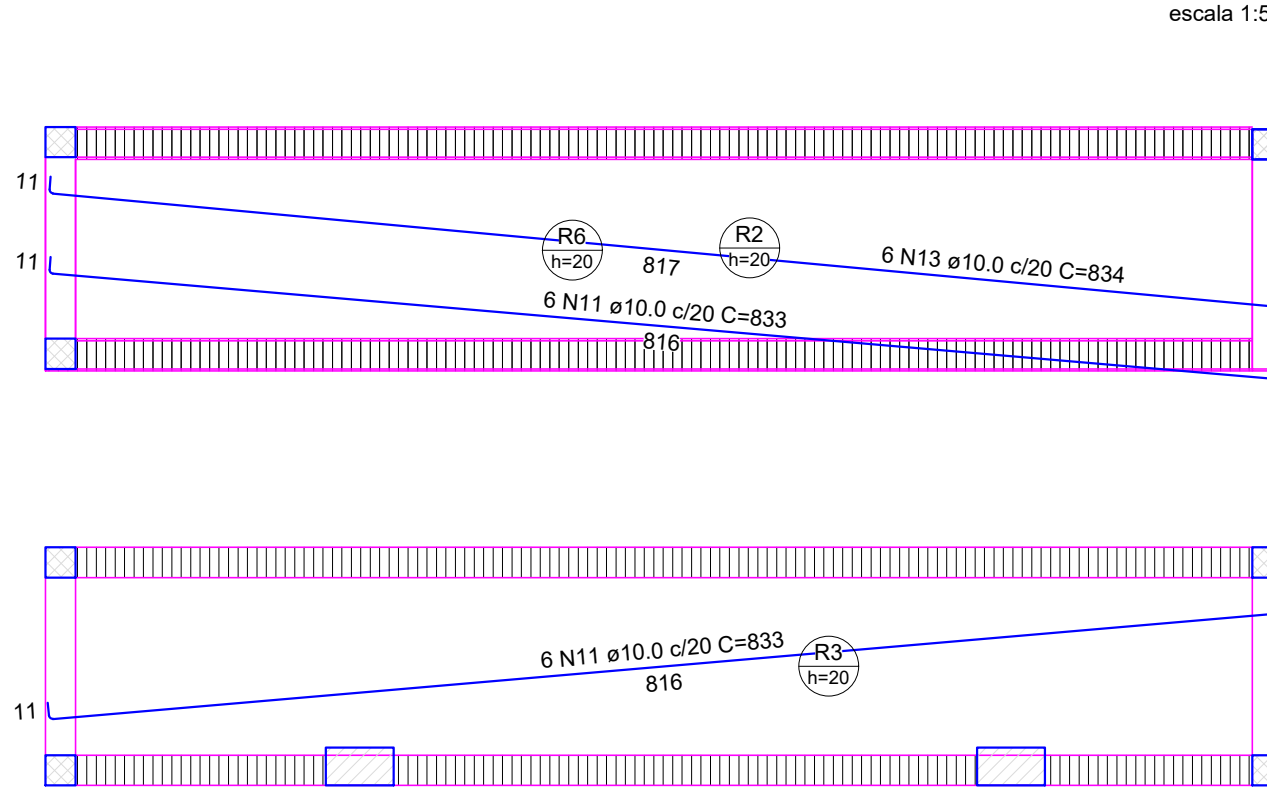 escala 1:5
11
R6
h=20
R2
h=20
817
6 N13 ø10.0 c/20 C=834
11
6 N11 ø10.0 c/20 C=833
816
6 N11 ø10.0 c/20 C=833
816
R3
h=20
11